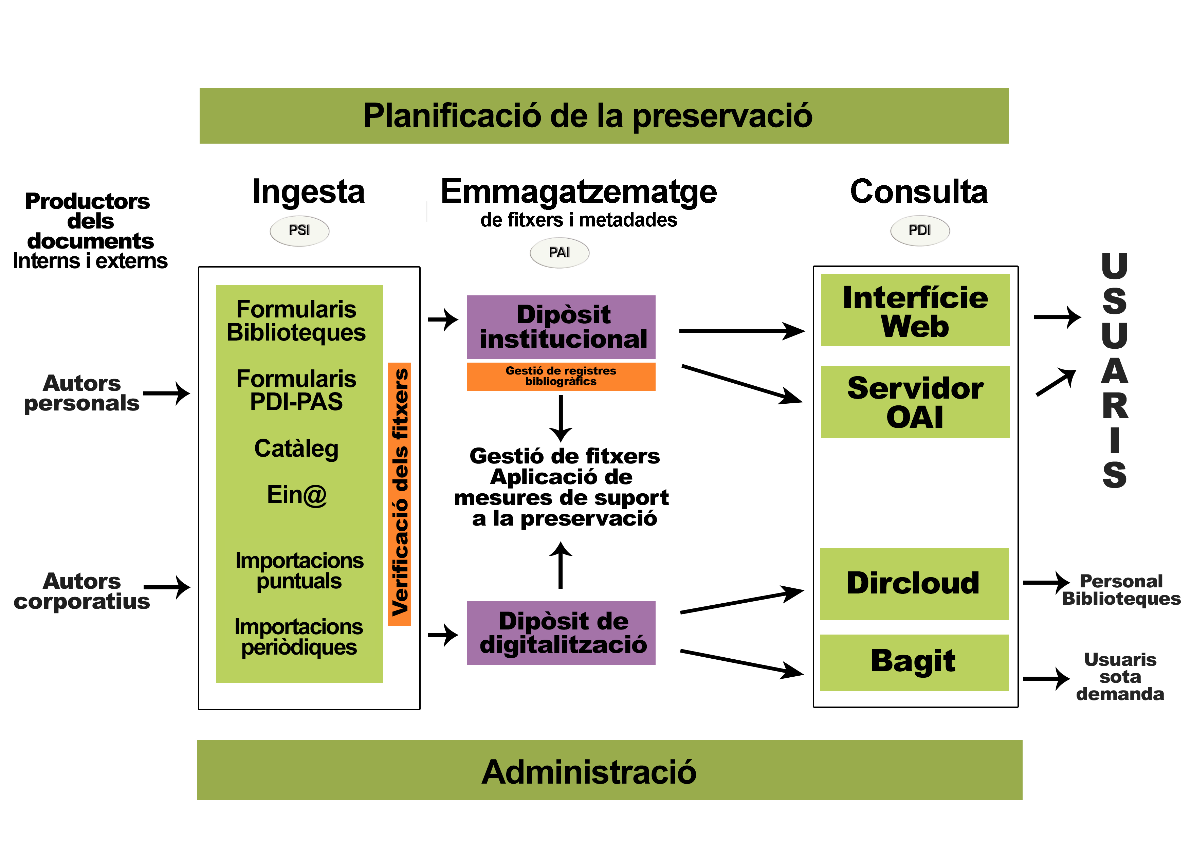 Planificació de la preservació
Productors
dels
documents
Interns i externs
Ingesta
PSI
Emmagatzematge
de fitxers i metadades
PAI
Consulta
PDI
Autors
personals
Autors
corporatius
Formularis
Biblioteques
Formularis
PDI-PAS
Catàleg
Ein@
Importacions
puntuals
Importacions
periòdiques
Verificació dels fitxers
Dipòsit
institucional
Gestió de registres
bibliogràfics
Gestió de fitxers
Aplicació de
mesures de suport
a la preservació
Dipòsit de
digitalització
Interfície
Web
Servidor
OAI
Dircloud
Bagit
USUARIS
Personal
Biblioteques
Usuaris
sota
demanda
Administració